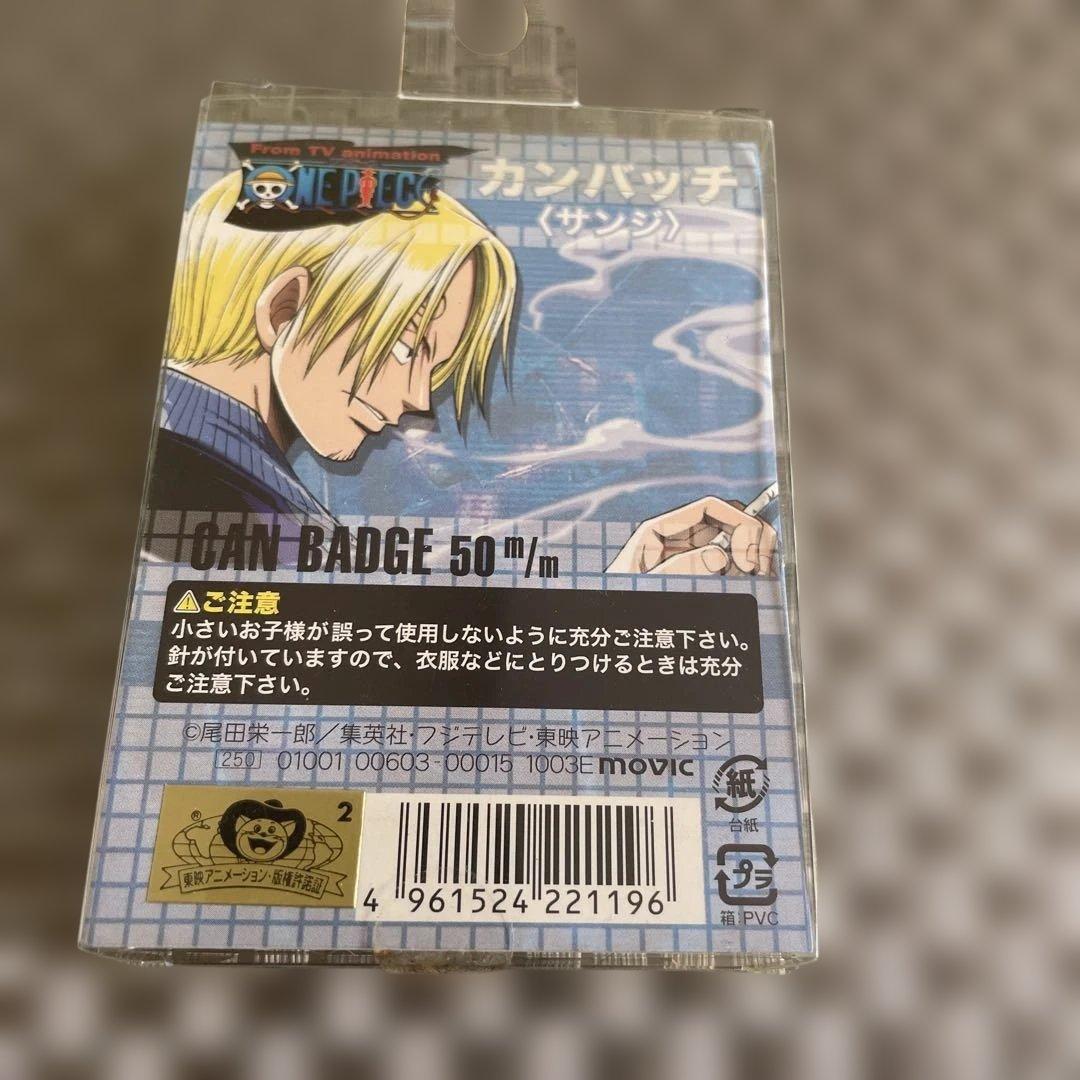 From TV animation
ONE PIECE
カンバッチ
〈サンジ〉
CAN BADGE 50 m/m
ご注意
小さいお子様が誤って使用しないように充分ご注意下さい。
針が付いていますので、衣服などにとりつけるときは充分
ご注意下さい。
©尾田栄一郎／集英社・フジテレビ・東映アニメーション
250 01001 00603-00015 1003E movic
紙
台紙
プラ
箱:PVC
® 2
東映アニメーション・版権許諾証
4 961524 221196